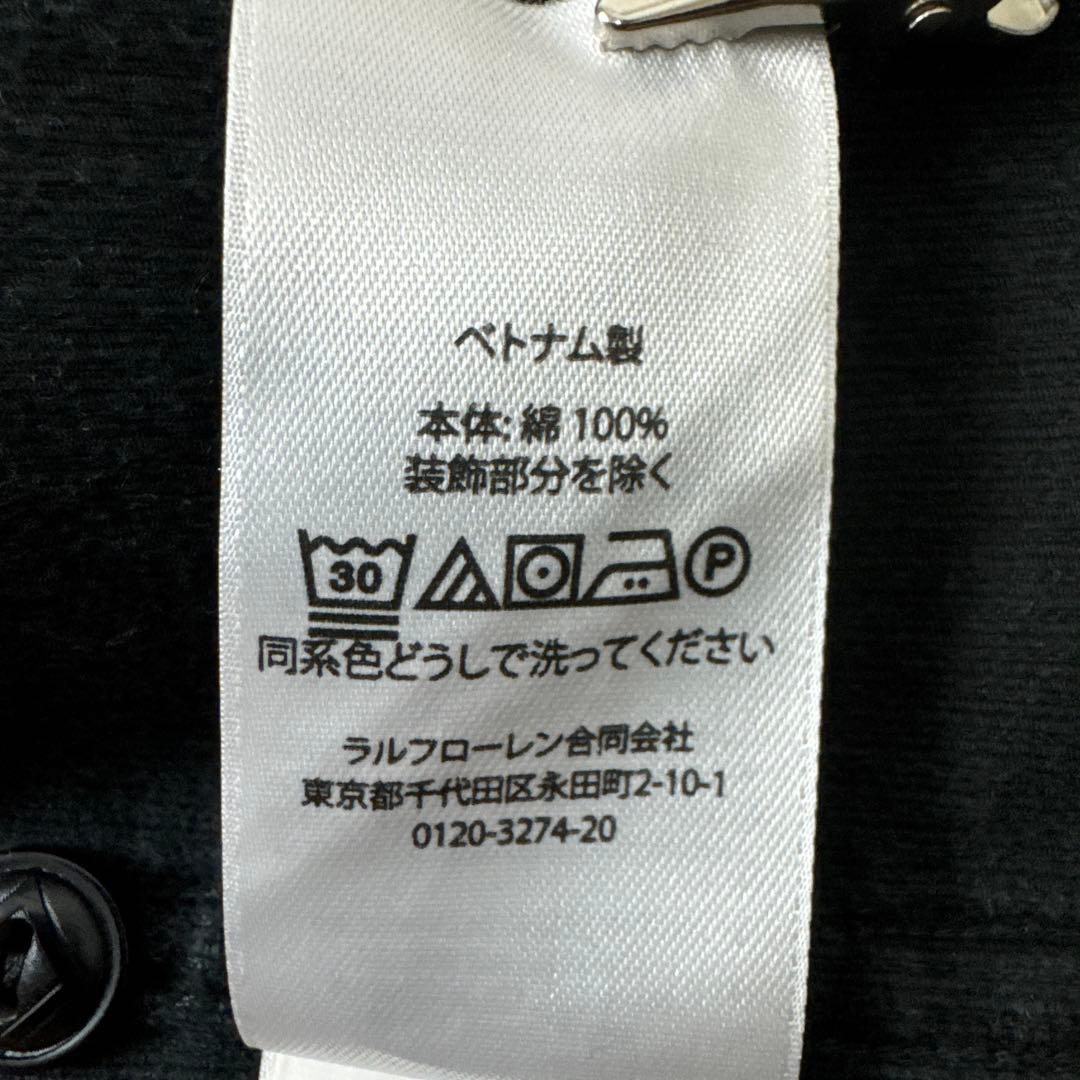 ベトナム製
本体: 綿 100%
装飾部分を除く
30 P
同系色どうしで洗ってください
ラルフローレン合同会社
東京都千代田区永田町2-10-1
0120-3274-20